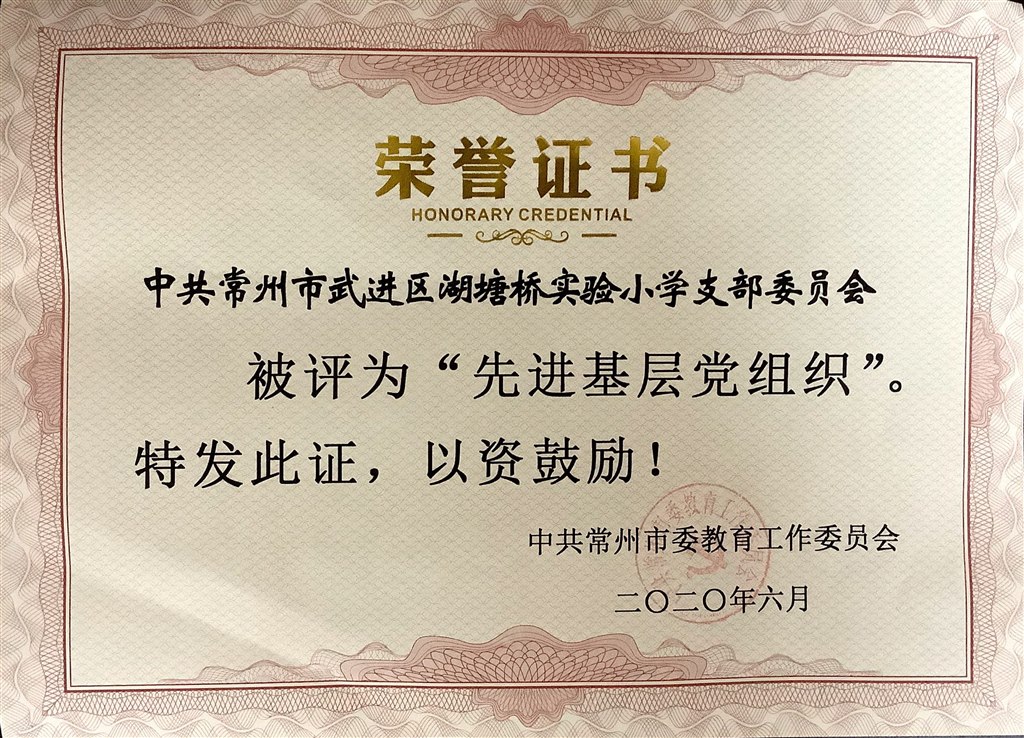 荣誉证书
HONORARY CREDENTIAL
中共常州市武进区湖塘桥实验小学支部委员会
被评为“先进基层党组织”。
特发此证，以资鼓励！
中共常州市委教育工作委员会
二〇二〇年六月